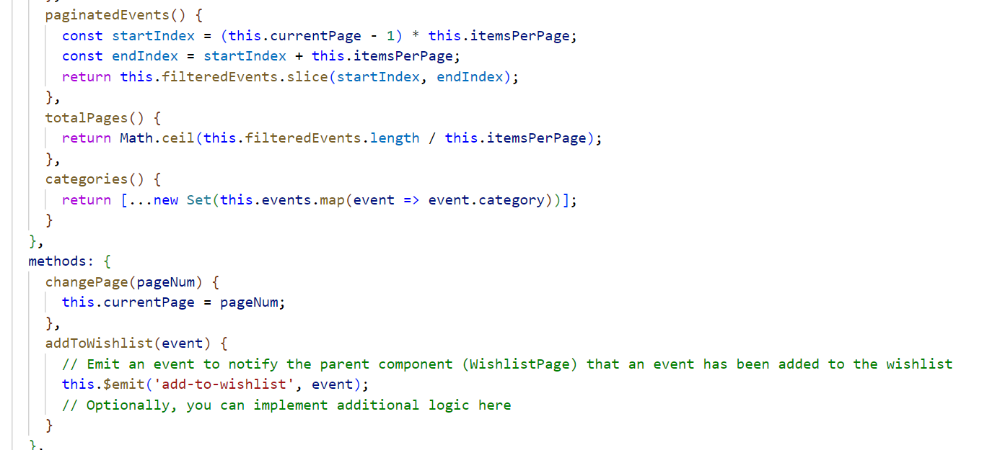 paginatedEvents() {
const startIndex = (this.currentPage - 1) * this.itemsPerPage;
const endIndex = startIndex + this.itemsPerPage;
return this.filteredEvents.slice(startIndex, endIndex);
},
totalPages() {
return Math.ceil(this.filteredEvents.length / this.itemsPerPage);
},
categories() {
return [...new Set(this.events.map(event => event.category))];
}
},
methods: {
changePage(pageNum) {
this.currentPage = pageNum;
},
addToWishlist(event) {
// Emit an event to notify the parent component (WishlistPage) that an event has been added to the wishlist
this.$emit('add-to-wishlist', event);
// Optionally, you can implement additional logic here
}
},